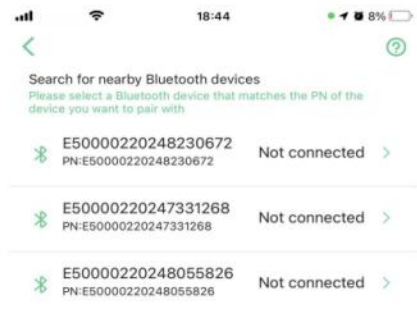 18:44
8%
Search for nearby Bluetooth devices
Please select a Bluetooth device that matches the PN of the
device you want to pair with
E50000220248230672
PN:E50000220248230672
Not connected
E50000220247331268
PN:E50000220247331268
Not connected
E50000220248055826
PN:E50000220248055826
Not connected